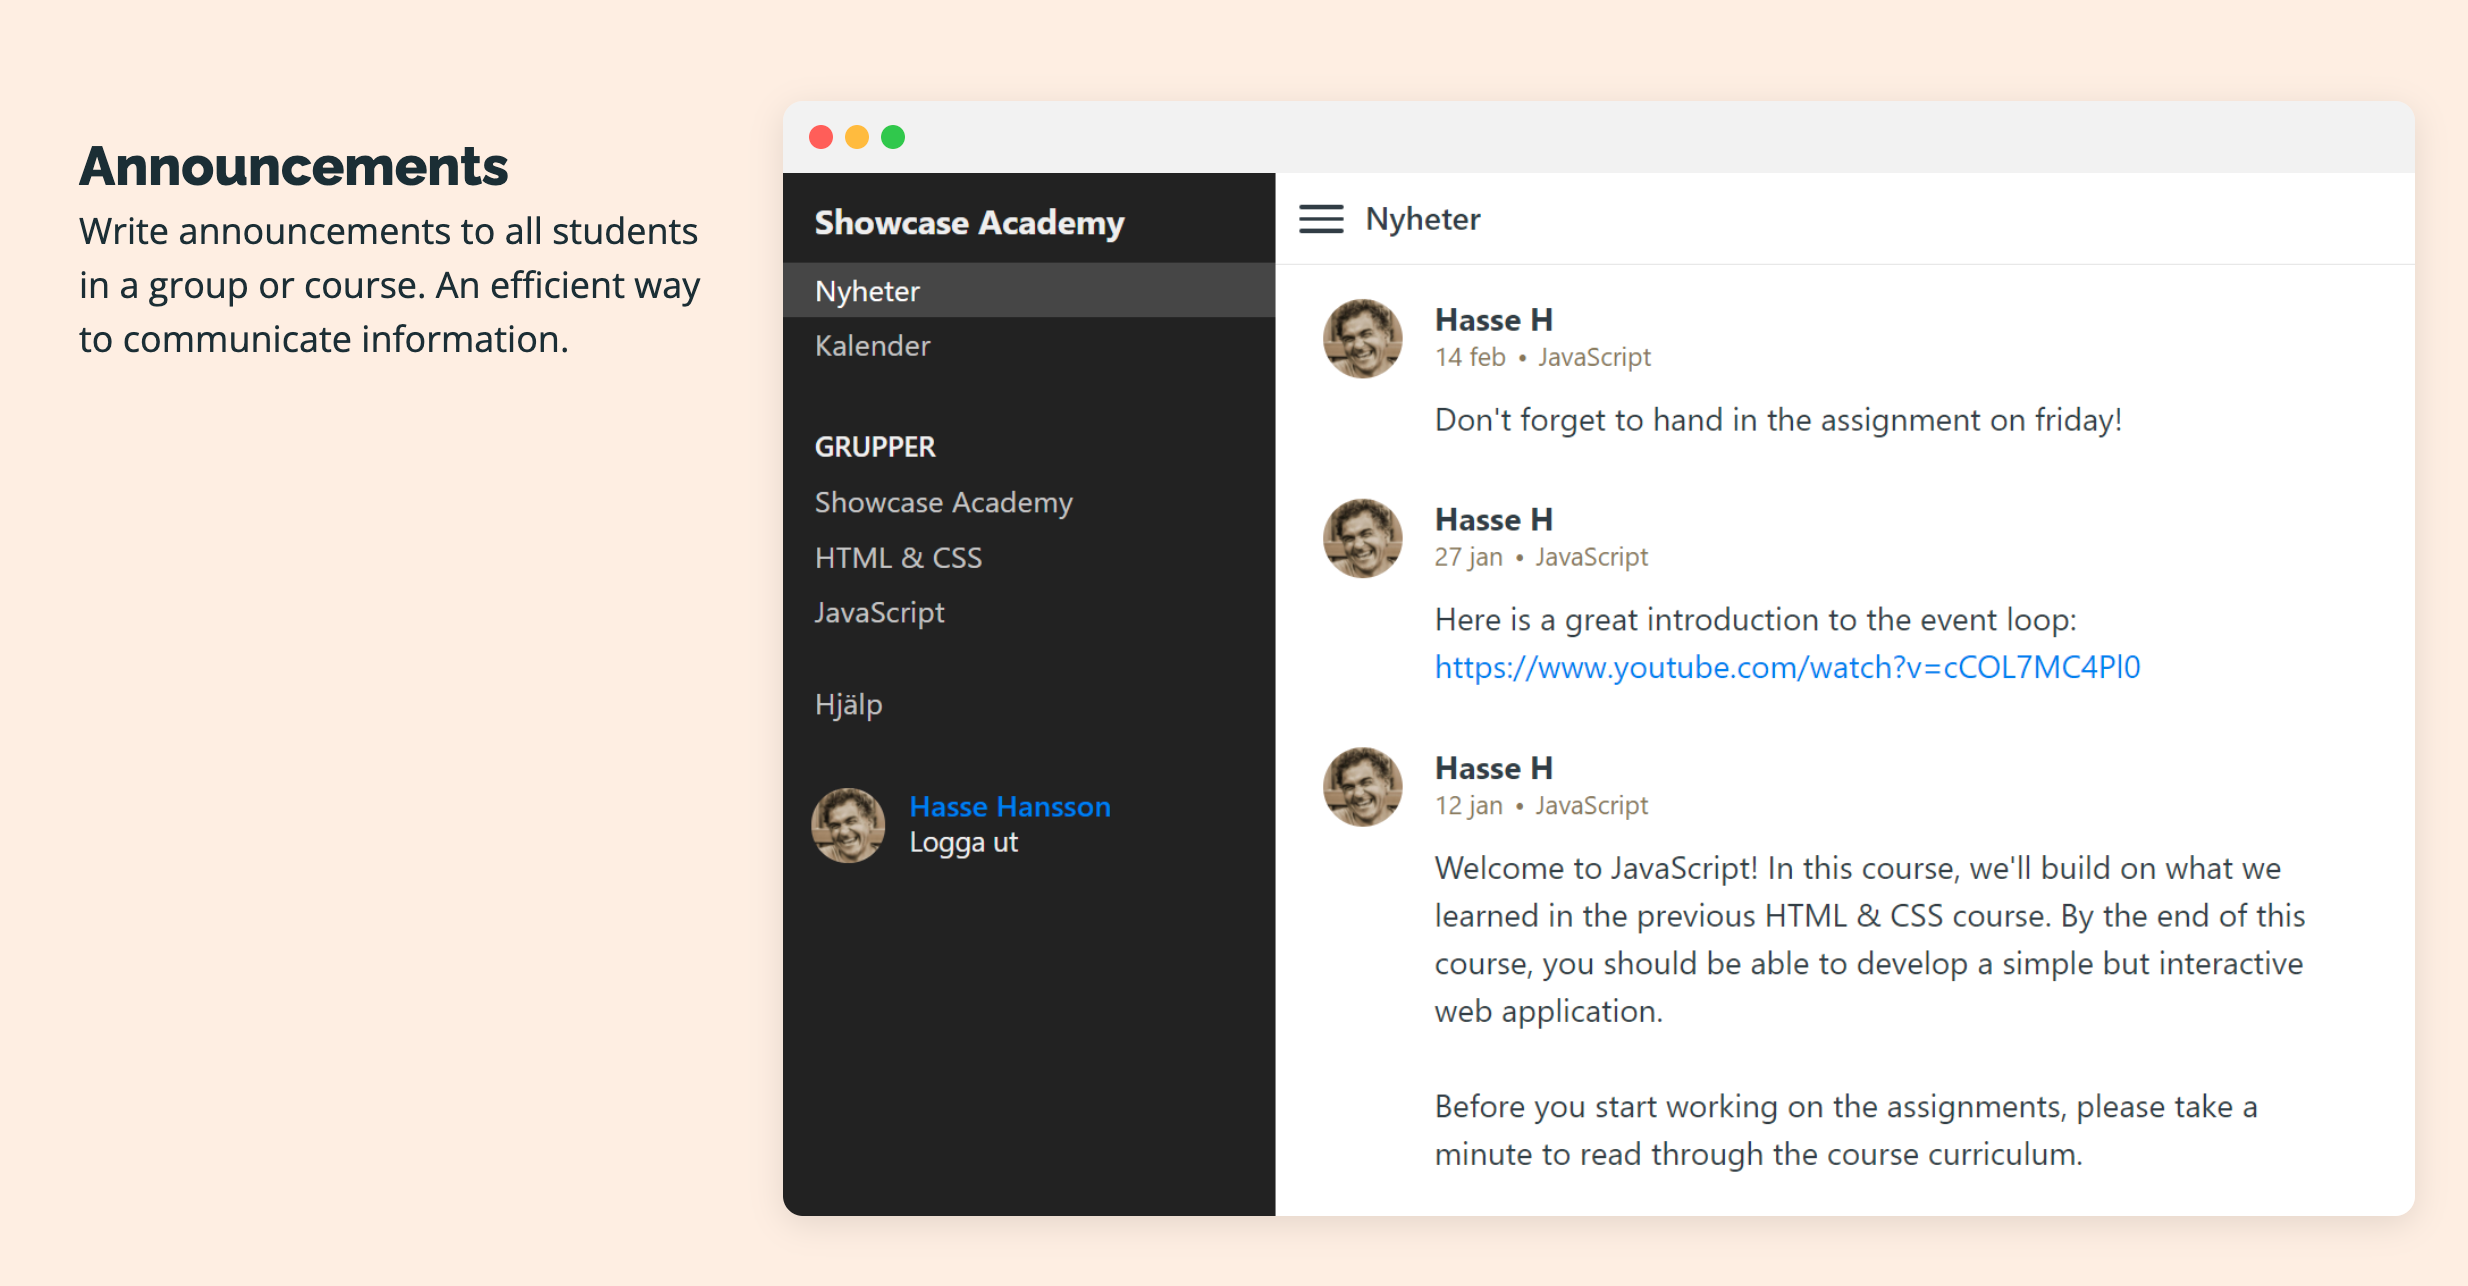 Announcements
Write announcements to all students
in a group or course. An efficient way
to communicate information.
Showcase Academy
Nyheter
Kalender
GRUPPER
Showcase Academy
HTML & CSS
JavaScript
Hjälp
Hasse Hansson
Logga ut
Nyheter
Hasse H
14 feb • JavaScript
Don't forget to hand in the assignment on friday!
Hasse H
27 jan • JavaScript
Here is a great introduction to the event loop:
https://www.youtube.com/watch?v=cCOL7MC4Pl0
Hasse H
12 jan • JavaScript
Welcome to JavaScript! In this course, we'll build on what we
learned in the previous HTML & CSS course. By the end of this
course, you should be able to develop a simple but interactive
web application.
Before you start working on the assignments, please take a
minute to read through the course curriculum.